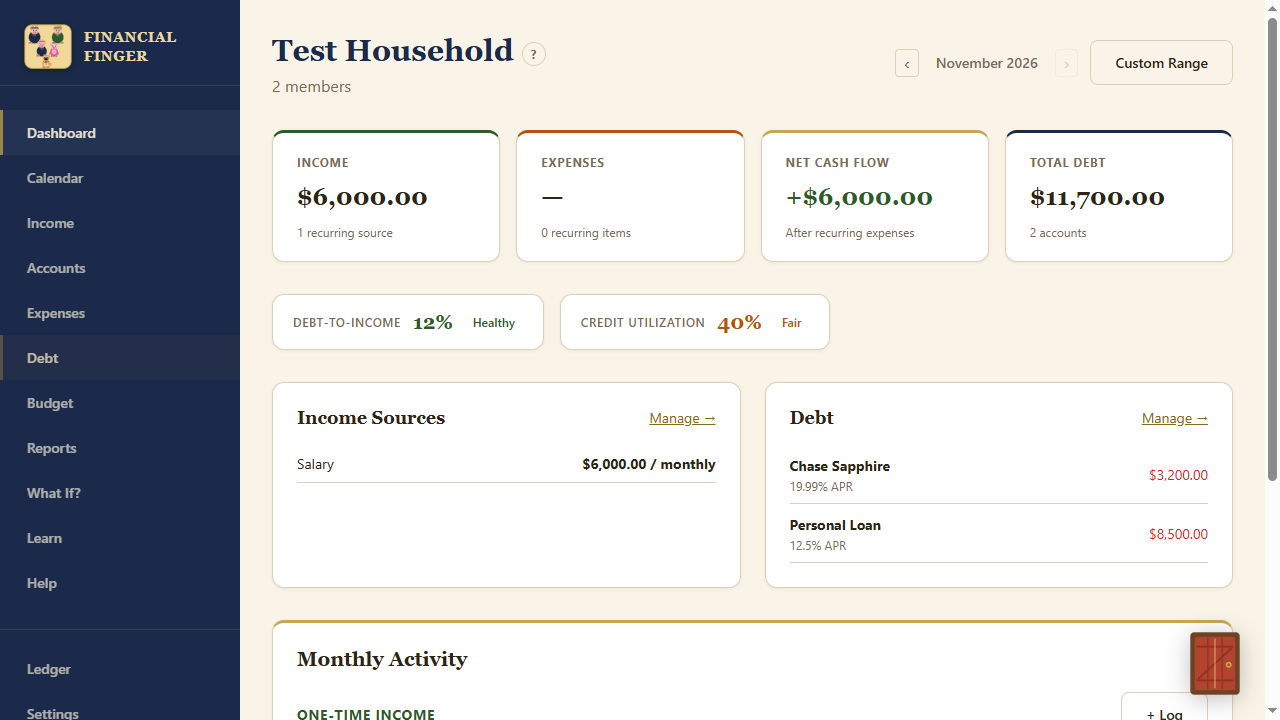 FINANCIAL
FINGER
Dashboard
Calendar
Income
Accounts
Expenses
Debt
Budget
Reports
What If?
Learn
Help
Ledger
Settings
Test Household ?
2 members
‹ November 2026 › Custom Range
INCOME
$6,000.00
1 recurring source
EXPENSES
—
0 recurring items
NET CASH FLOW
+$6,000.00
After recurring expenses
TOTAL DEBT
$11,700.00
2 accounts
DEBT-TO-INCOME 12% Healthy
CREDIT UTILIZATION 40% Fair
Income Sources Manage →
Salary $6,000.00 / monthly
Debt Manage →
Chase Sapphire
19.99% APR
$3,200.00
Personal Loan
12.5% APR
$8,500.00
Monthly Activity
ONE-TIME INCOME + Log